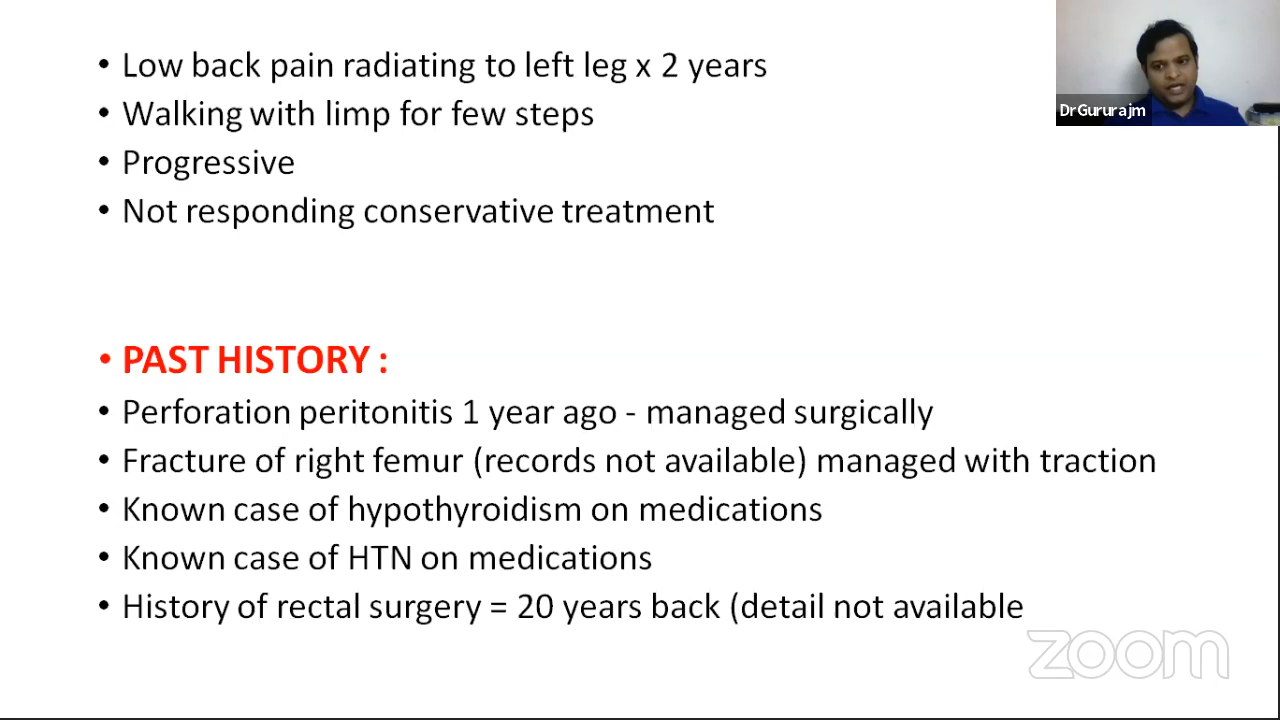 • Low back pain radiating to left leg x 2 years
• Walking with limp for few steps
• Progressive
• Not responding conservative treatment
• PAST HISTORY :
• Perforation peritonitis 1 year ago - managed surgically
• Fracture of right femur (records not available) managed with traction
• Known case of hypothyroidism on medications
• Known case of HTN on medications
• History of rectal surgery = 20 years back (detail not available
DrGururajm
zoom